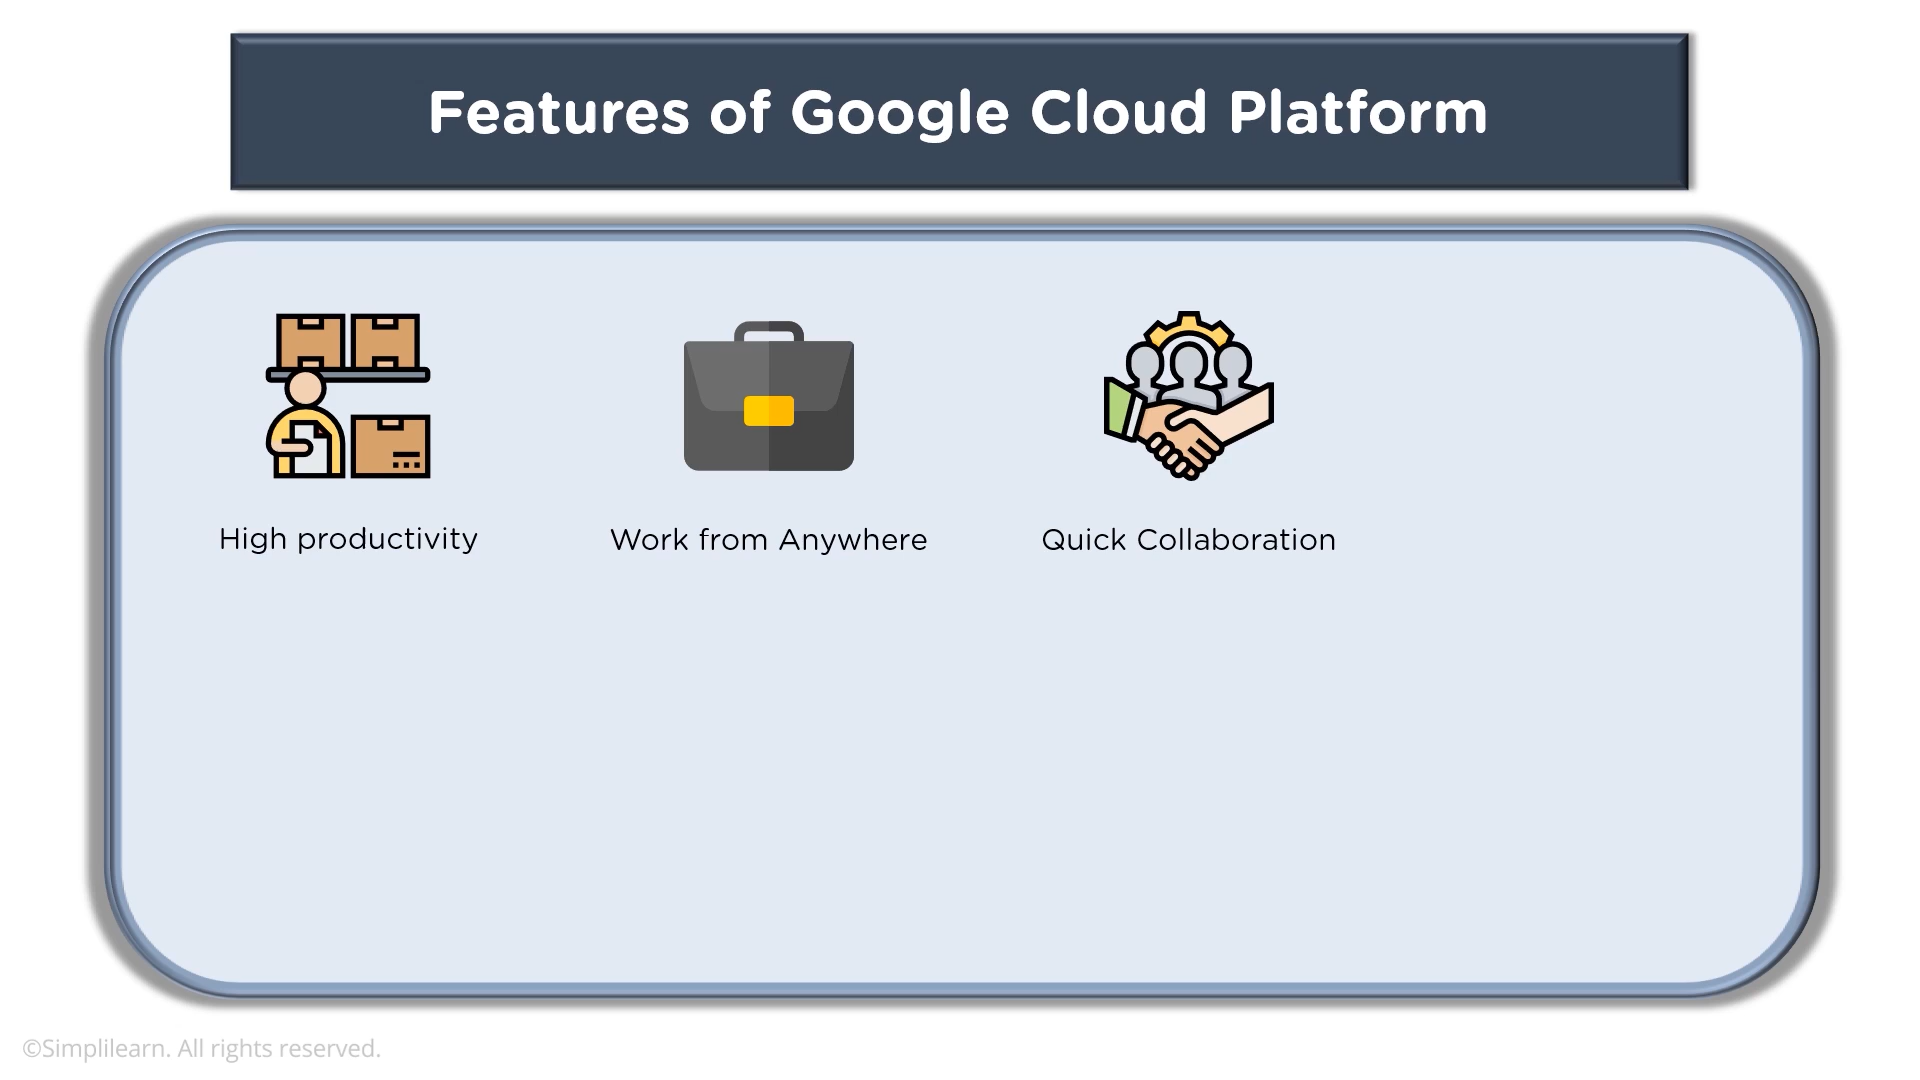 Features of Google Cloud Platform
High productivity
Work from Anywhere
Quick Collaboration
©Simplilearn. All rights reserved.